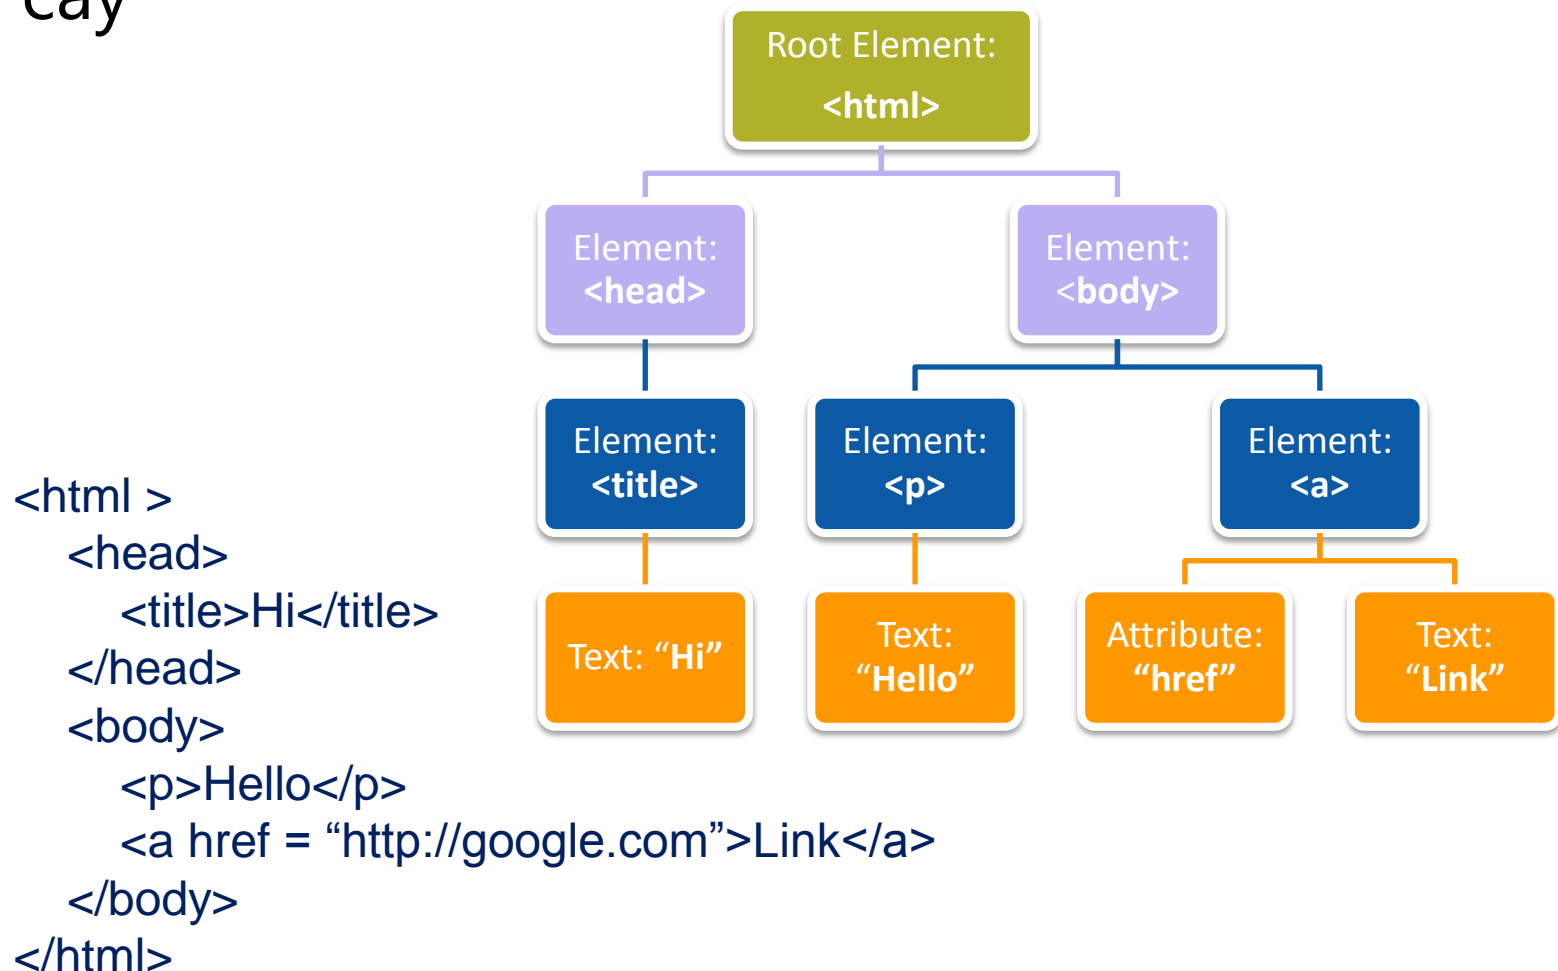 cây
Root Element:
<html>
Element:
<head>
Element:
<body>
Element:
<title>
Element:
<p>
Element:
<a>
Text: “Hi”
Text:
“Hello”
Attribute:
“href”
Text:
“Link”
<html >
<head>
<title>Hi</title>
</head>
<body>
<p>Hello</p>
<a href = “http://google.com”>Link</a>
</body>
</html>